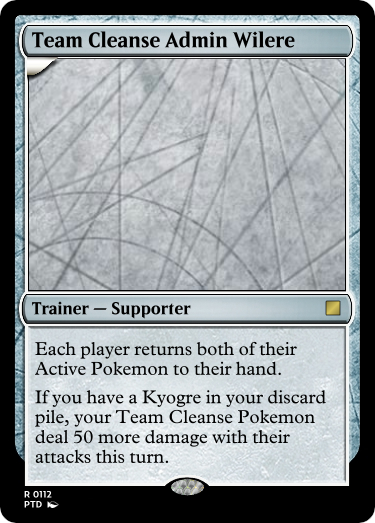 Team Cleanse Admin Wilere
Trainer — Supporter
Each player returns both of their
Active Pokemon to their hand.
If you have a Kyogre in your discard
pile, your Team Cleanse Pokemon
deal 50 more damage with their
attacks this turn.
R 0112
PTD